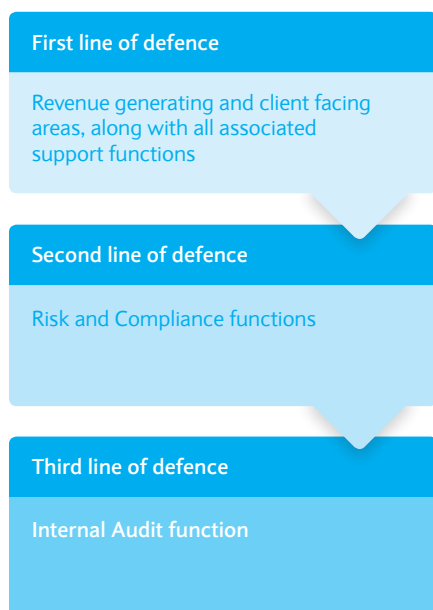 First line of defence
Revenue generating and client facing
areas, along with all associated
support functions
Second line of defence
Risk and Compliance functions
Third line of defence
Internal Audit function